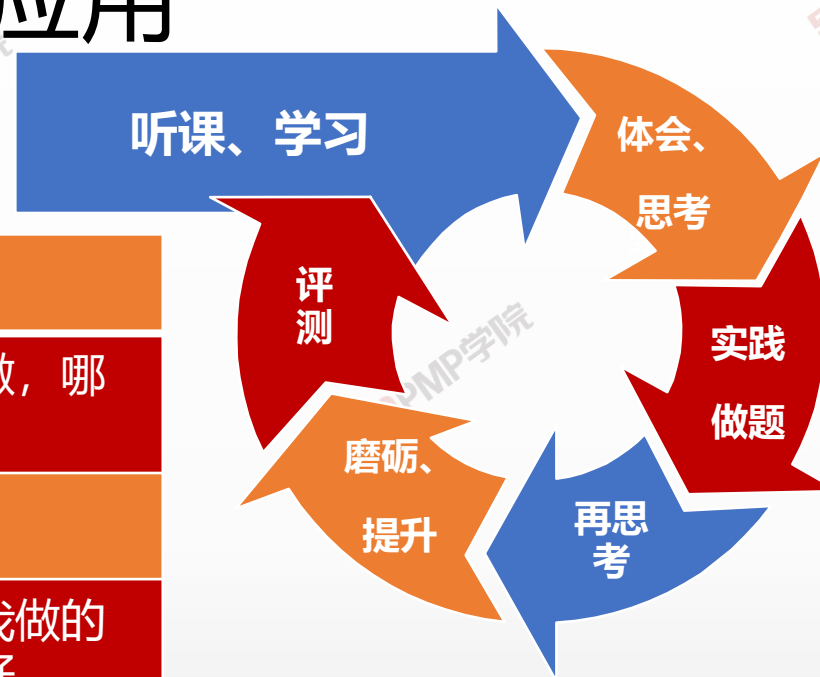 应用
听课、学习
体会、
思考
评
测
实践
做题
做，哪
磨砺、
提升
再思
考
我做的
PMP学院